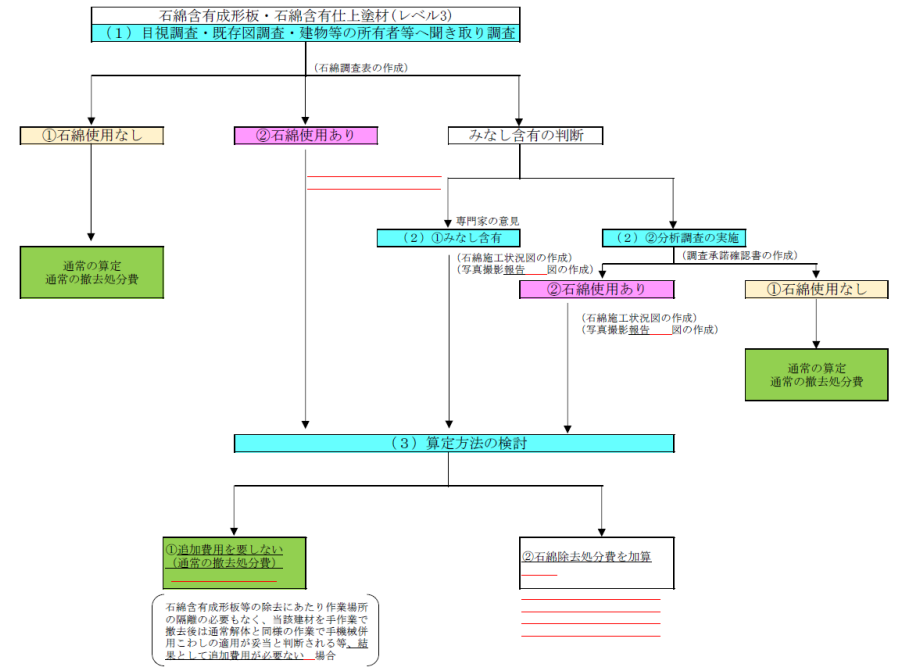 石綿含有成形板・石綿含有仕上塗材(レベル3)
(1)目視調査・既存図調査・建物等の所有者等へ聞き取り調査
(石綿調査表の作成)
①石綿使用なし
②石綿使用あり
みなし含有の判断
専門家の意見
(2)①みなし含有
(2)②分析調査の実施
通常の算定
通常の撤去処分費
(石綿施工状況図の作成)
(写真撮影報告 図の作成)
(調査承諾確認書の作成)
②石綿使用あり
①石綿使用なし
(石綿施工状況図の作成)
(写真撮影報告 図の作成)
通常の算定
通常の撤去処分費
(3)算定方法の検討
①追加費用を要しない
(通常の撤去処分費)
②石綿除去処分費を加算
石綿含有成形板等の除去にあたり作業場所
の隔離の必要もなく、当該建材を手作業で
撤去後は通常解体と同様の作業で手機械併
用こわしの適用が妥当と判断される等、結
果として追加費用が必要ない 場合